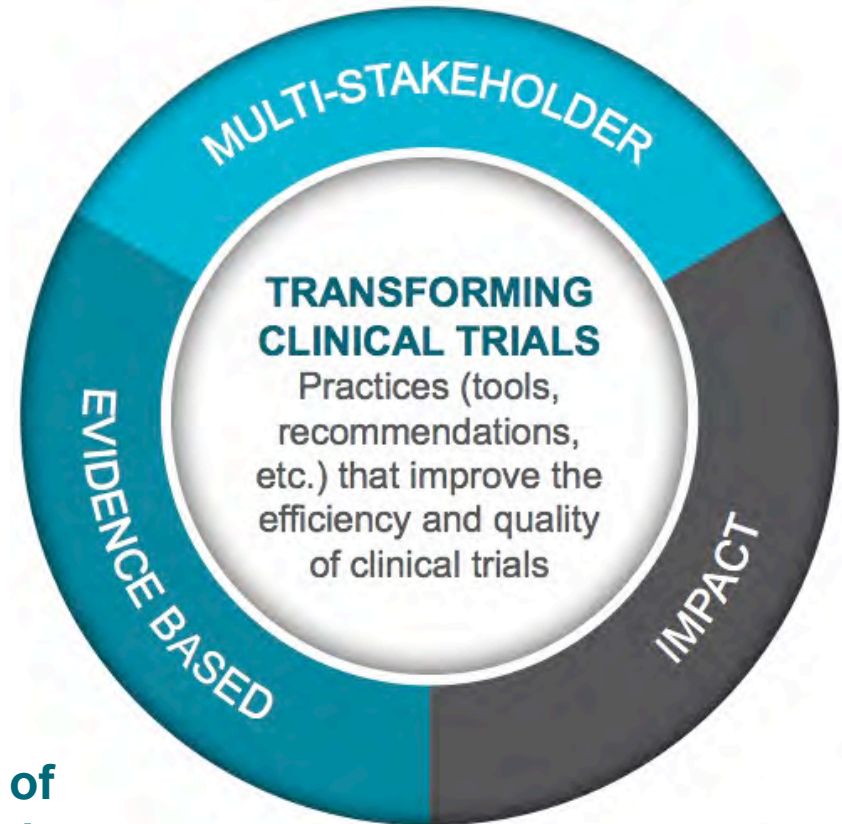 MULTI-STAKEHOLDER
TRANSFORMING
CLINICAL TRIALS
Practices (tools,
recommendations,
etc.) that improve the
efficiency and quality
of clinical trials
EVIDENCE BASED
IMPACT
of